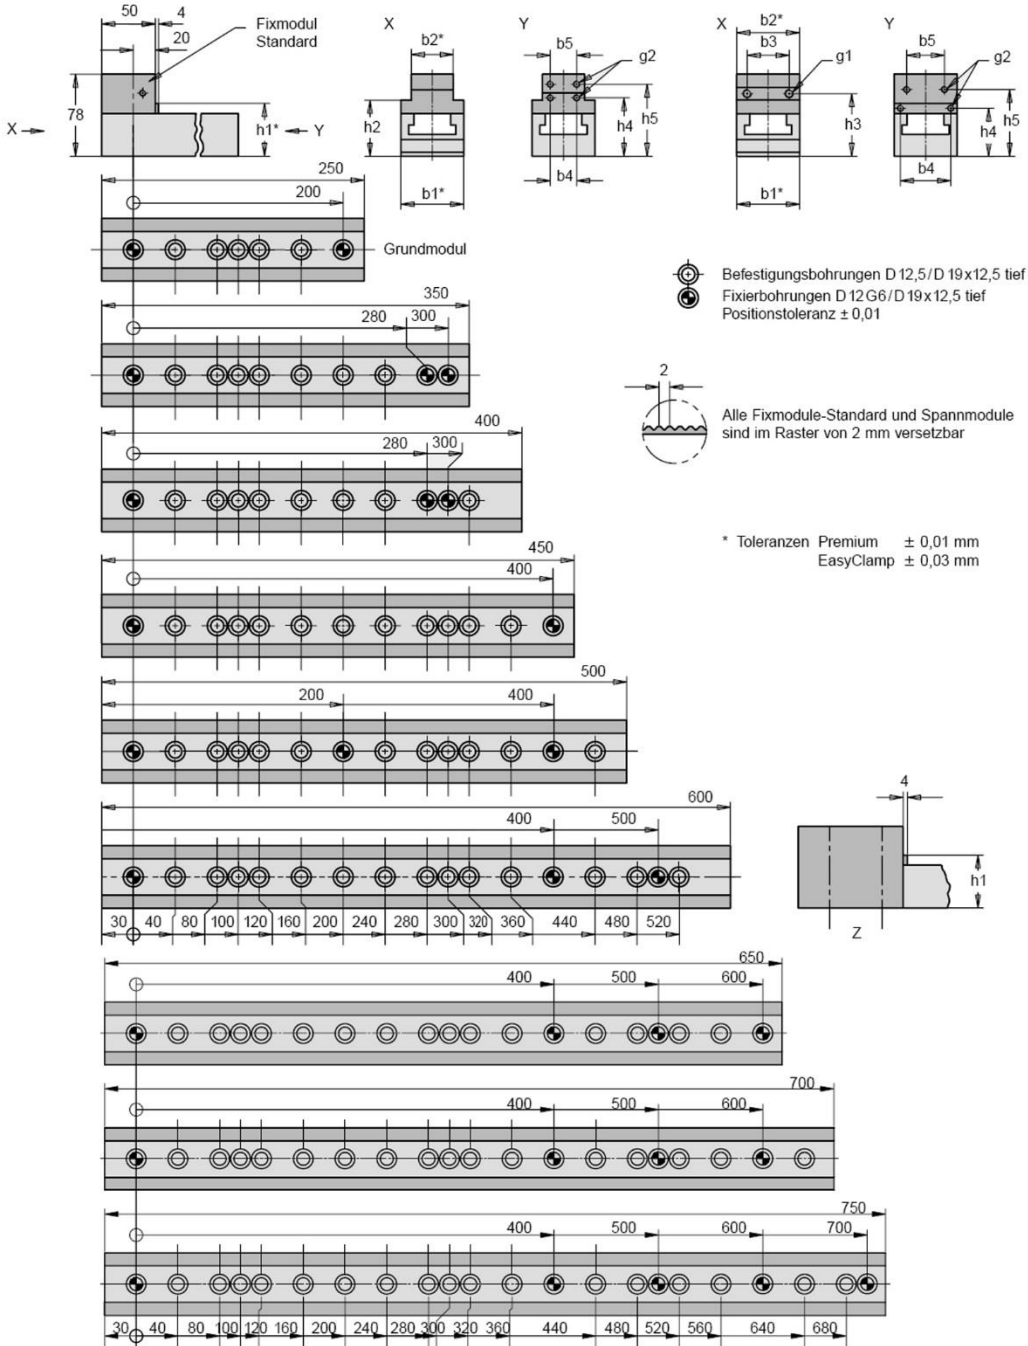 50 4 Fixmodul
20 Standard
X Y X Y
b2* b5 g2 b2* b3 g1 b5 g2
78 X h1* Y h2 h4 h5 h3 h4 h5
b1* b4 b1* b4
250
200
Grundmodul
Befestigungsbohrungen D 12,5/D 19x12,5 tief
Fixierbohrungen D 12 G6/D 19x12,5 tief
Positionstoleranz ± 0,01
350
280 300
2
Alle Fixmodule-Standard und Spannmodule
sind im Raster von 2 mm versetzbar
400
280 300
* Toleranzen Premium ± 0,01 mm
EasyClamp ± 0,03 mm
450
400
500
200 400
600
400 500
30 40 80 100 120 160 200 240 280 300 320 360 440 480 520
4
h1
Z
650
400 500 600
700
400 500 600
750
400 500 600 700
30 40 80 100 120 160 200 240 280 300 320 360 440 480 520 560 640 680